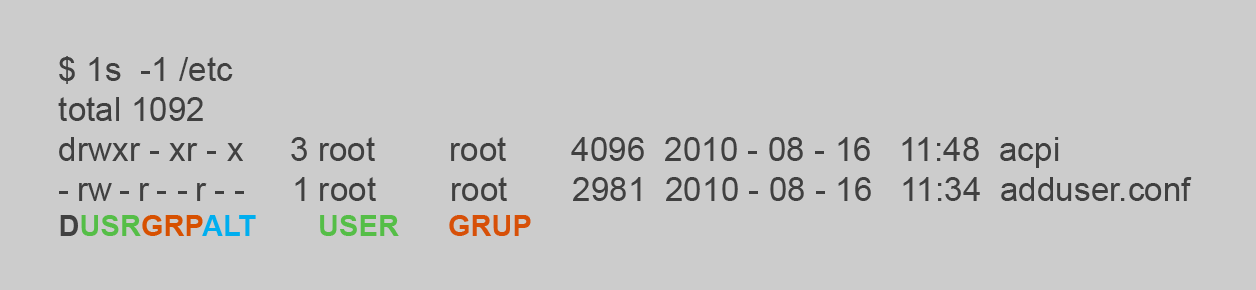 $ 1s  -1 /etc
total 1092
drwxr - xr - x 3 root root 4096 2010 - 08 - 16 11:48 acpi
- rw - r - - r - - 1 root root 2981 2010 - 08 - 16 11:34 adduser.conf
DUSRGRPALT USER GRUP